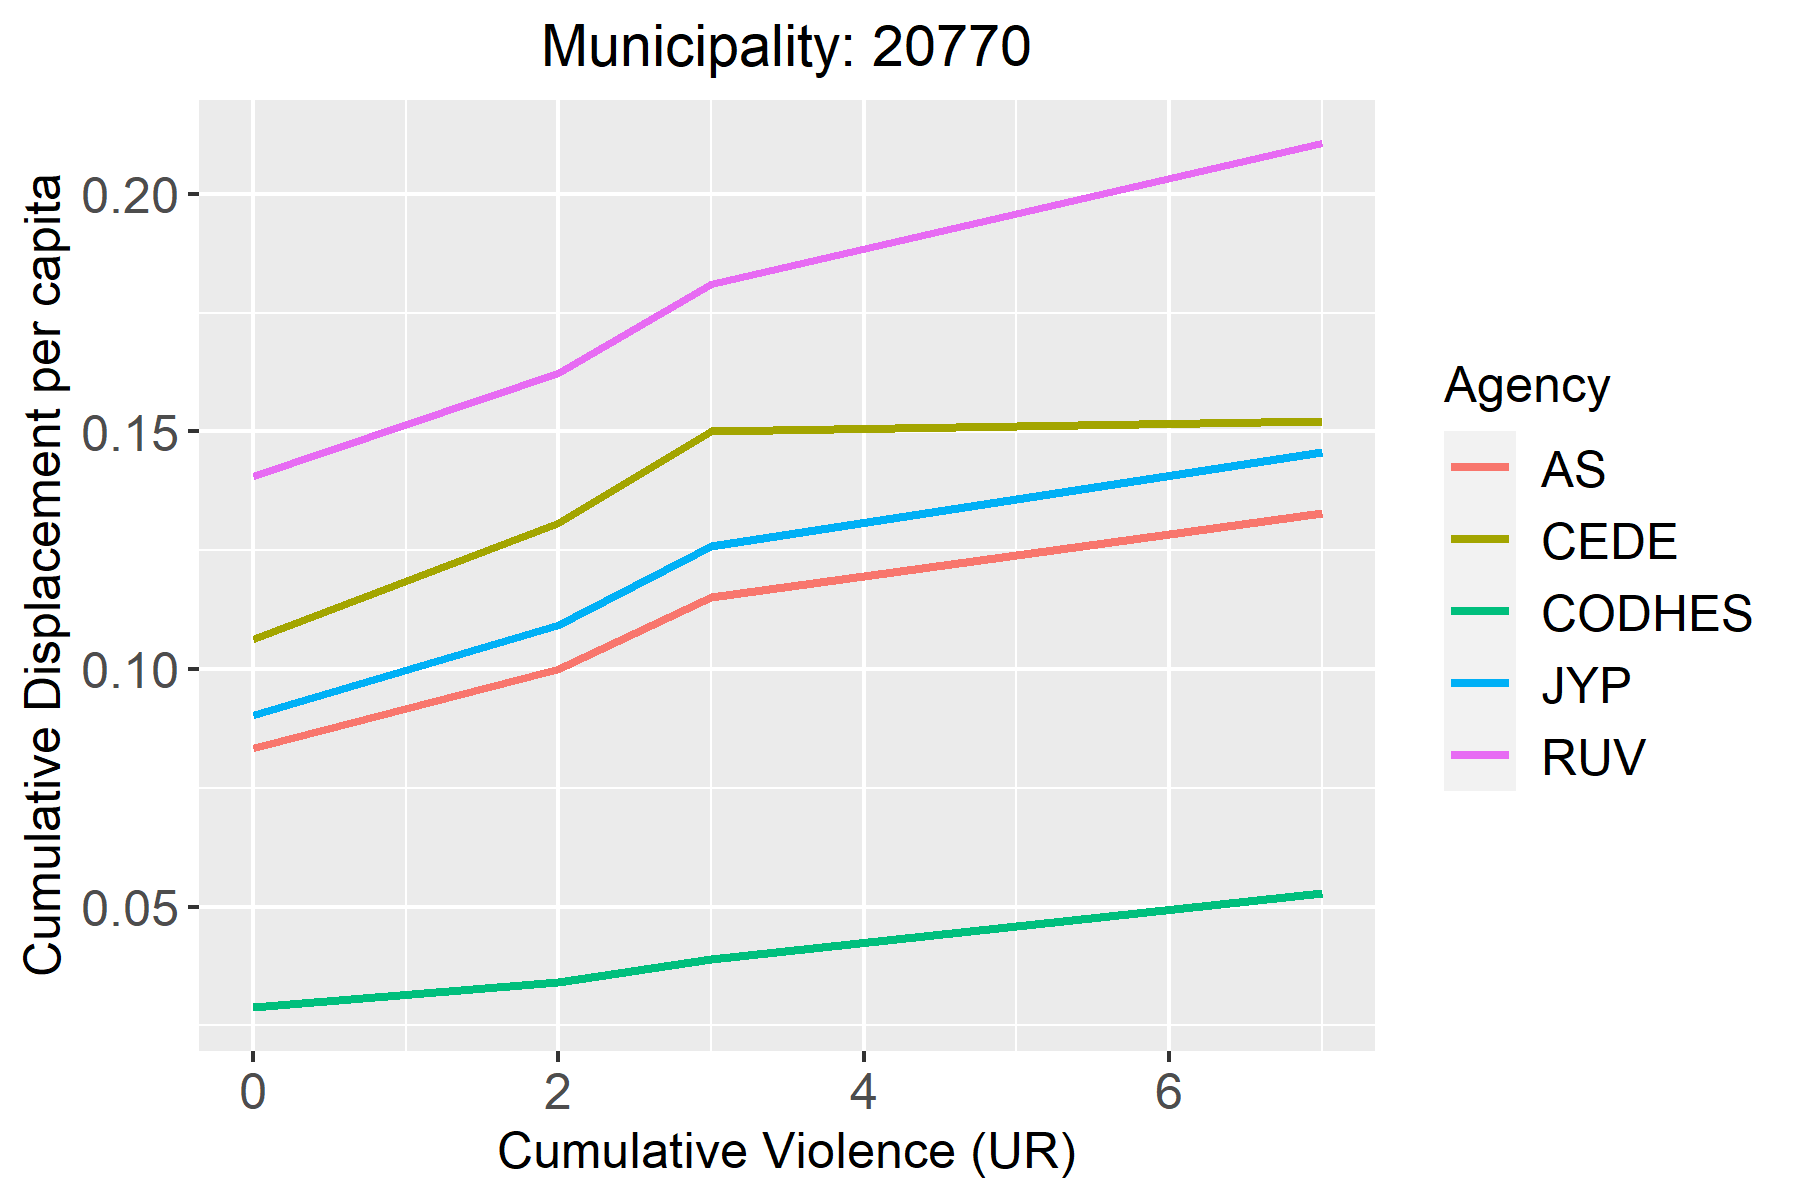 Municipality: 20770
Cumulative Displacement per capita
0.20
0.15
0.10
0.05
0 2 4 6
Cumulative Violence (UR)
Agency
AS
CEDE
CODHES
JYP
RUV